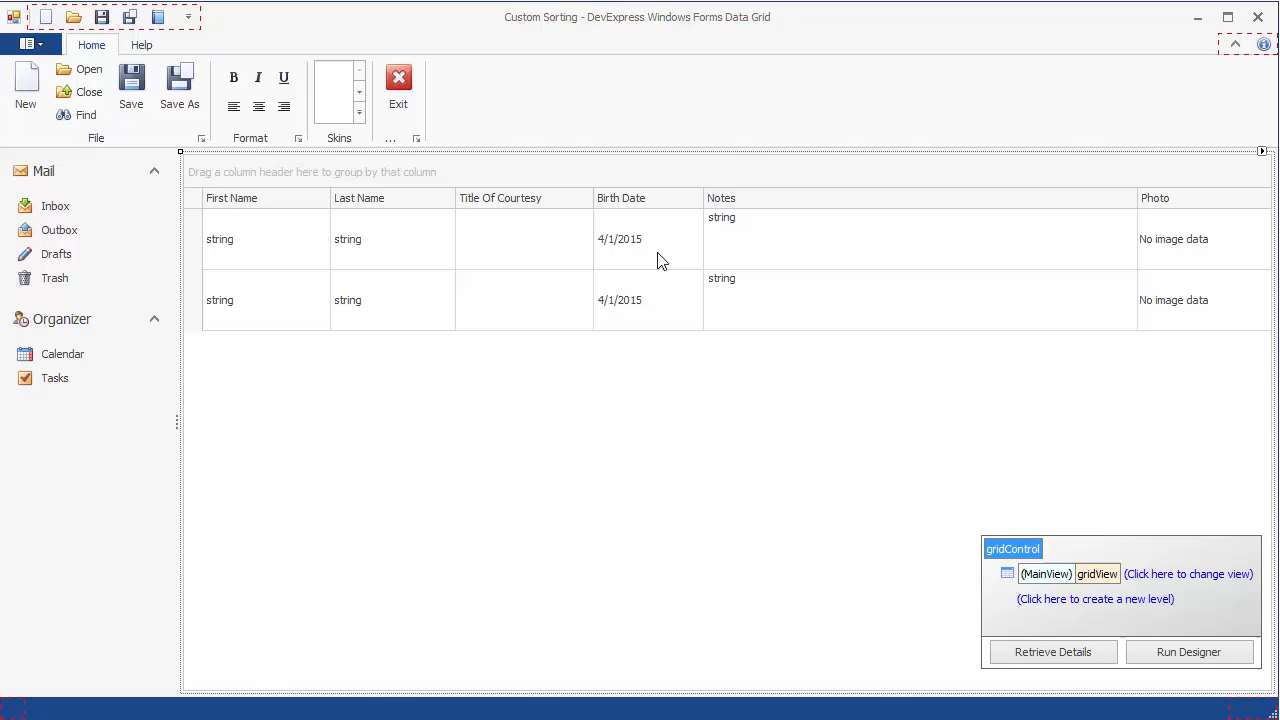 Custom Sorting - DevExpress Windows Forms Data Grid
Home Help
New Open Close Find Save Save As B I U Exit
File Format Skins ...
Mail
Inbox
Outbox
Drafts
Trash
Organizer
Calendar
Tasks
Drag a column header here to group by that column
First Name Last Name Title Of Courtesy Birth Date Notes Photo
string string 4/1/2015 string No image data
string string 4/1/2015 string No image data
gridControl
(MainView) gridView (Click here to change view)
(Click here to create a new level)
Retrieve Details Run Designer